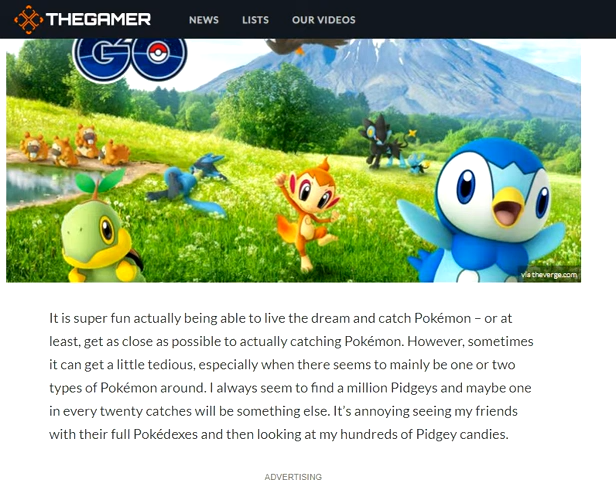 THEGAMER NEWS LISTS OUR VIDEOS
GO
via theverge.com
It is super fun actually being able to live the dream and catch Pokémon – or at
least, get as close as possible to actually catching Pokémon. However, sometimes
it can get a little tedious, especially when there seems to mainly be one or two
types of Pokémon around. I always seem to find a million Pidgeys and maybe one
in every twenty catches will be something else. It’s annoying seeing my friends
with their full Pokédexes and then looking at my hundreds of Pidgey candies.
ADVERTISING